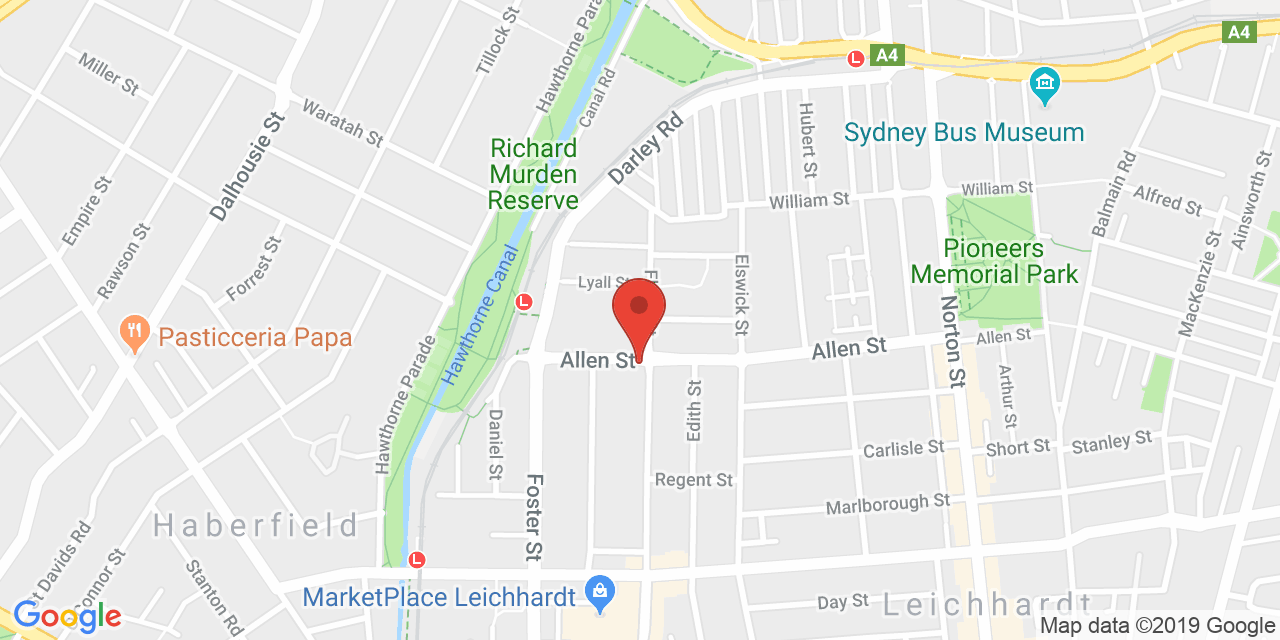 A4
A4
Miller St
Tillock St
Hawthorne Para
Canal Rd
Waratah St
Dalhousie St
Richard
Murden
Reserve
Darley Rd
Hubert St
Sydney Bus Museum
William St
William St
Balmain Rd
Alfred St
Ainsworth St
Empire St
Rawson St
Forrest St
Hawthorne Canal
Lyall St
Elswick St
Pioneers
Memorial Park
MacKenzie St
Norton St
Pasticceria Papa
Hawthorne Parade
Allen St
Allen St
Allen St
Arthur St
Edith St
Daniel St
Carlisle St
Short St
Stanley St
Regent St
Marlborough St
Foster St
Haberfield
St Davids Rd
Connor St
Stanton Rd
MarketPlace Leichhardt
Day St
Leichhardt
Google
Map data ©2019 Google